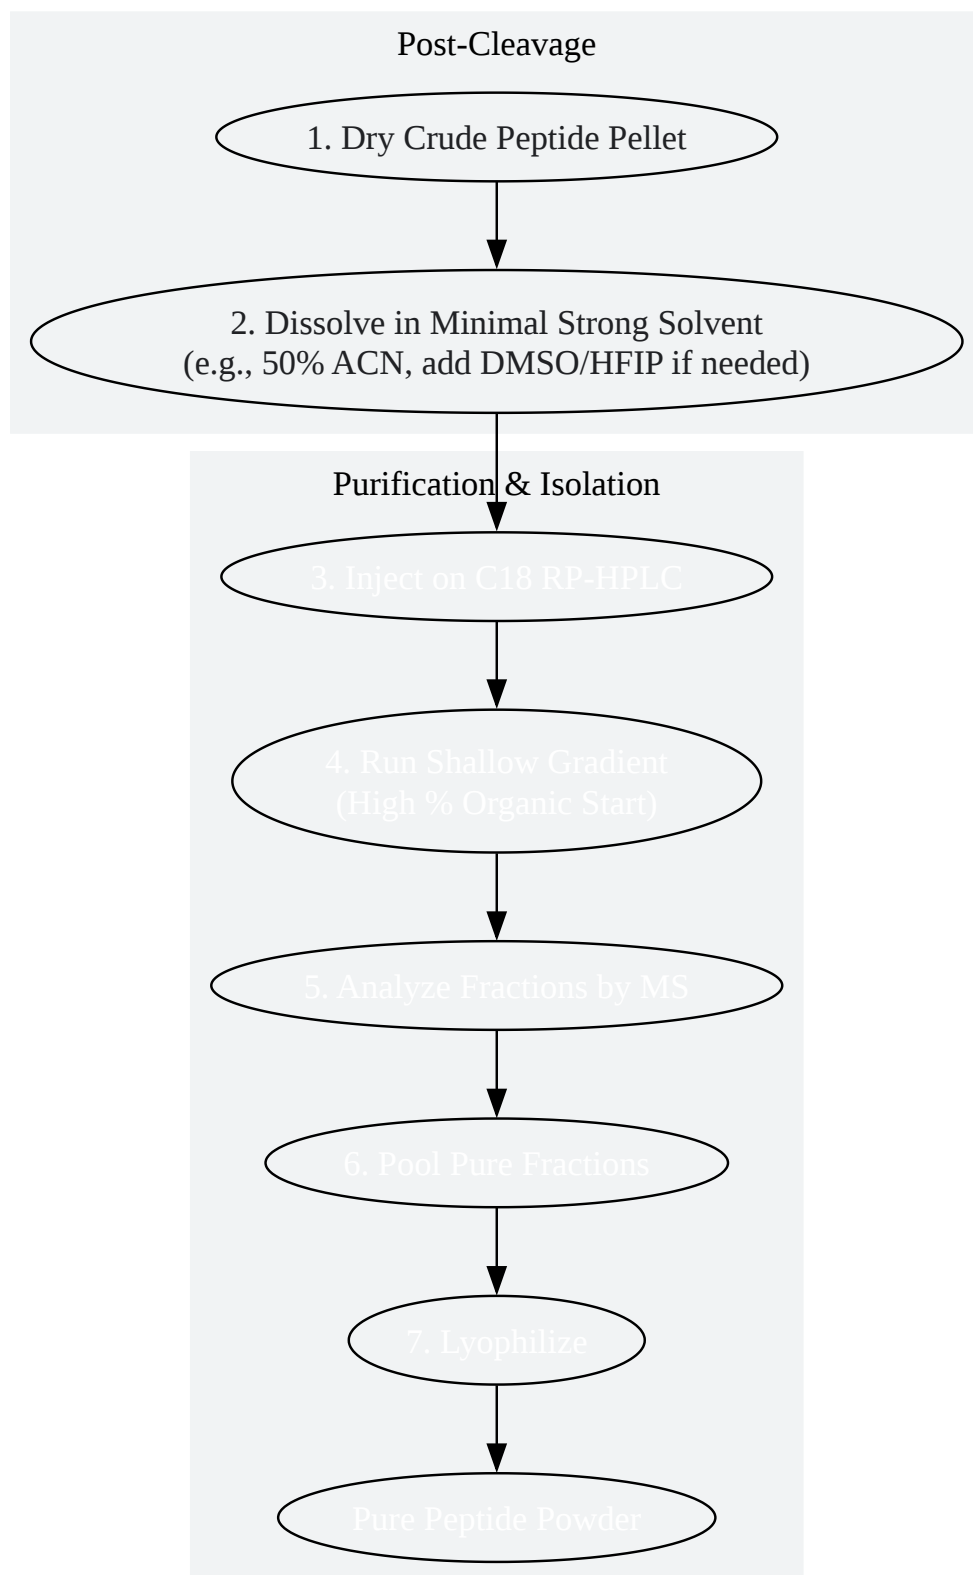 Post-Cleavage
1. Dry Crude Peptide Pellet
2. Dissolve in Minimal Strong Solvent
(e.g., 50% ACN, add DMSO/HFIP if needed)
Purification & Isolation
3. Inject on C18 RP-HPLC
4. Run Shallow Gradient
(High % Organic Start)
5. Analyze Fractions by MS
6. Pool Pure Fractions
7. Lyophilize
Pure Peptide Powder